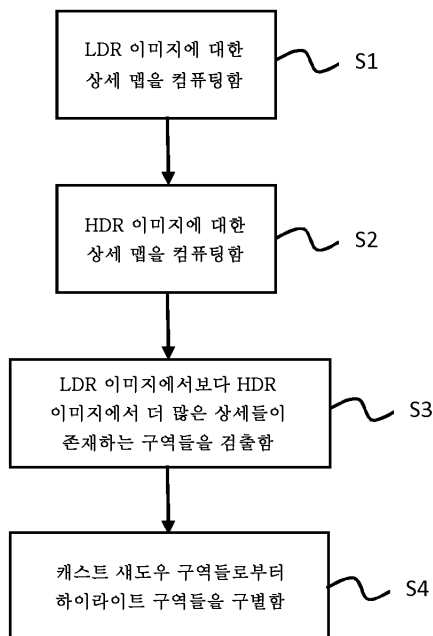 LDR 이미지에 대한
상세 맵을 컴퓨팅함
S1
HDR 이미지에 대한
상세 맵을 컴퓨팅함
S2
LDR 이미지에서보다 HDR
이미지에서 더 많은 상세들이
존재하는 구역들을 검출함
S3
캐스트 섀도우 구역들로부터
하이라이트 구역들을 구별함
S4